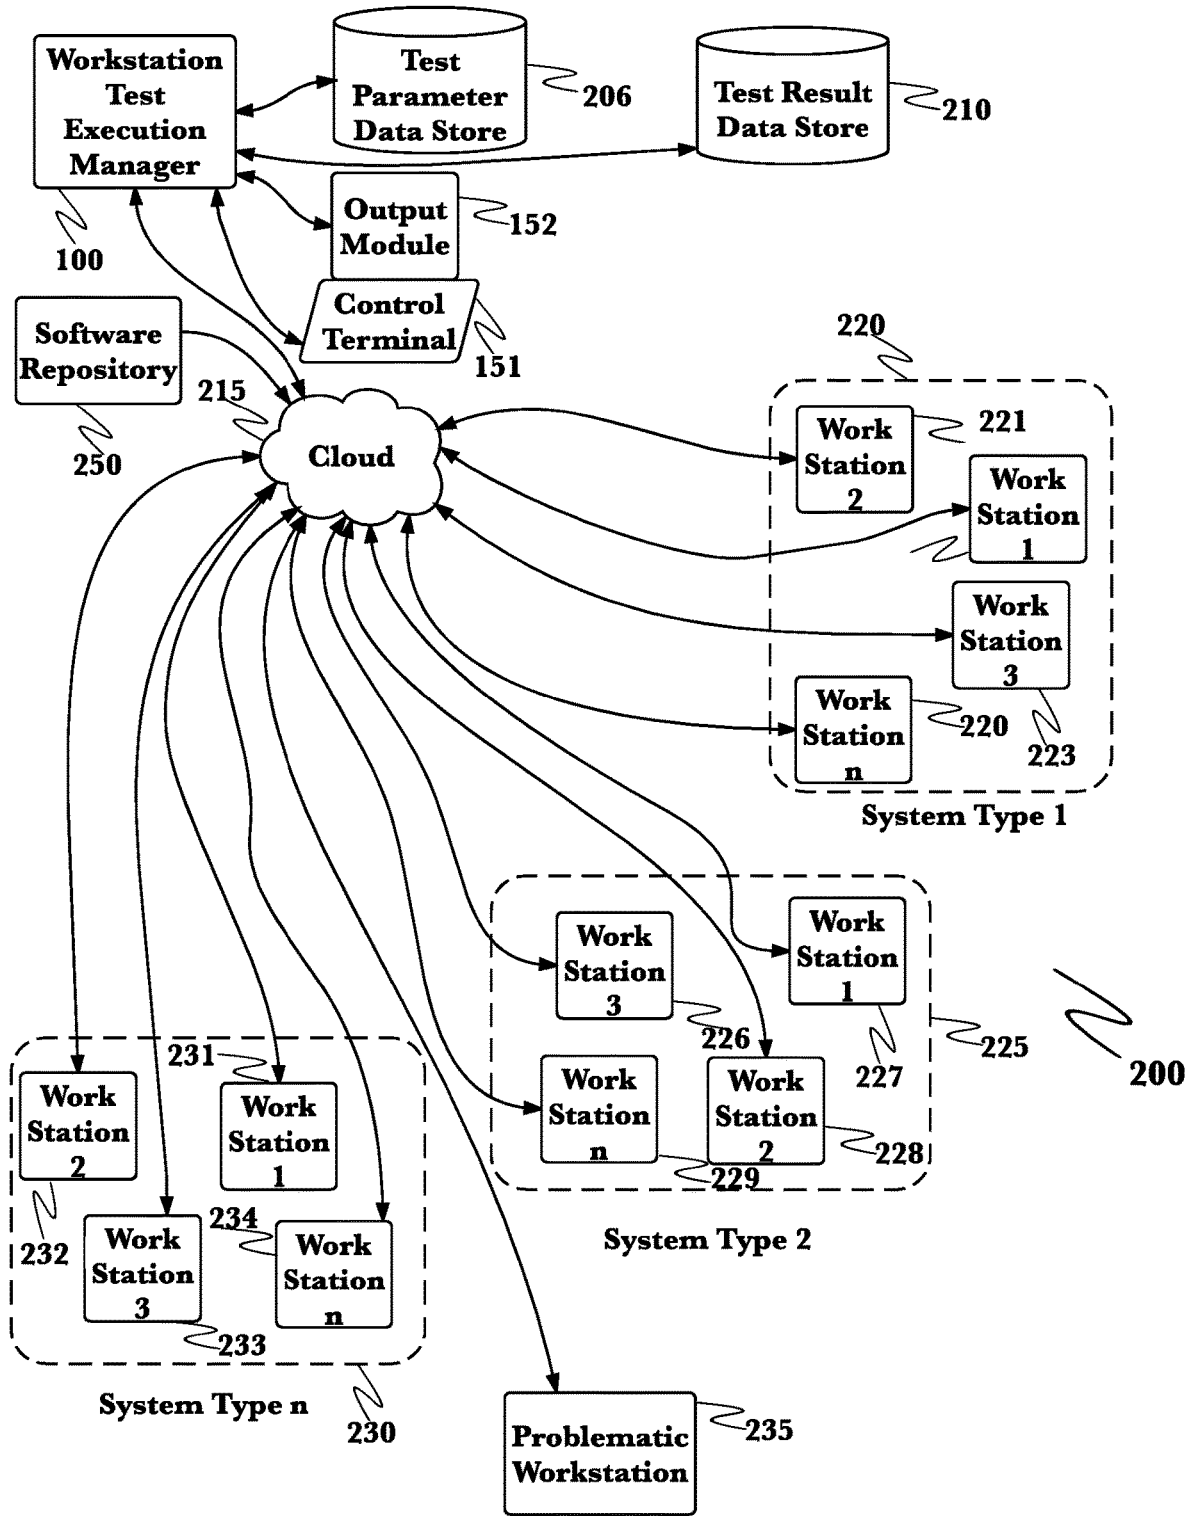 Workstation
Test
Execution
Manager
100
Test
Parameter
Data Store
206
Test Result
Data Store
210
Output
Module
152
Control
Terminal
151
Software
Repository
250
215
Cloud
220
Work
Station
2
221
Work
Station
1
Work
Station
3
223
Work
Station
n
220
System Type 1
Work
Station
3
226
Work
Station
1
227
225
Work
Station
n
229
Work
Station
2
228
System Type 2
200
231
Work
Station
2
232
Work
Station
1
Work
Station
3
233
234
Work
Station
n
System Type n
230
Problematic
Workstation
235